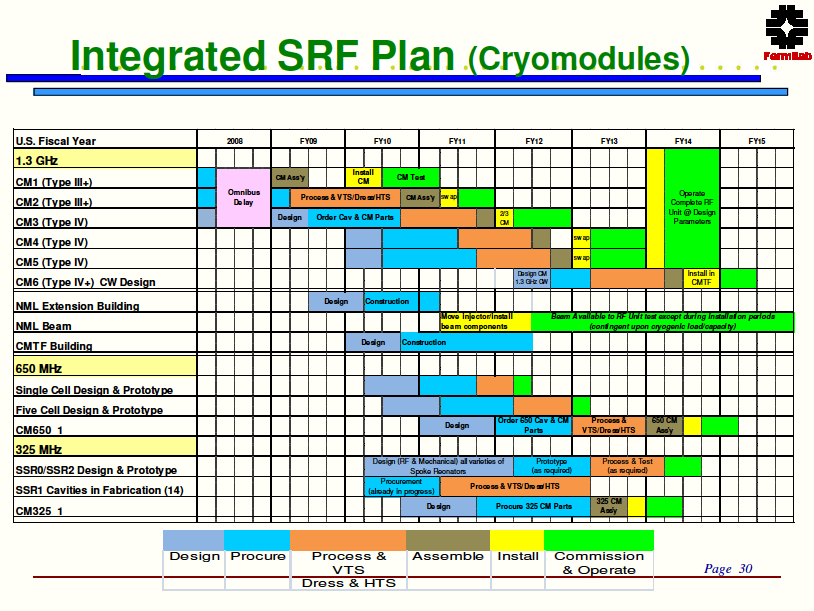 Integrated SRF Plan (Cryomodules)
Fermilab
U.S. Fiscal Year 2008 FY09 FY10 FY11 FY12 FY13 FY14 FY15
1.3 GHz
CM1 (Type III+) CM Ass'y Install CM CM Test
Omnibus Delay
CM2 (Type III+) Process & VTS/Dress/HTS CM Ass'y swap
Operate Complete RF Unit @ Design Parameters
CM3 (Type IV) Design Order Cav & CM Parts 2/3 CM
CM4 (Type IV) swap
CM5 (Type IV) swap
CM6 (Type IV+) CW Design Design CM 1.3 GHz CW Install in CMTF
NML Extension Building Design Construction
NML Beam Move injector/install beam components Beam Available to RF Unit test except during Installation periods (contingent upon cryogenic load/capacity)
CMTF Building Design Construction
650 MHz
Single Cell Design & Prototype
Five Cell Design & Prototype
CM650_1 Design Order 650 Cav & CM Parts Process & VTS/Dress/HTS 650 CM Ass'y
325 MHz
SSR0/SSR2 Design & Prototype Design (RF & Mechanical) all varieties of Spoke Reonators Prototype (as required) Process & Test (as required)
SSR1 Cavities in Fabrication (14) Procurement (already in progress) Process & VTS/Dress/HTS
CM325_1 Design Procure 325 CM Parts 325 CM Ass'y
Design Procure Process & VTS Assemble Install Commission & Operate
Dress & HTS
Page 30